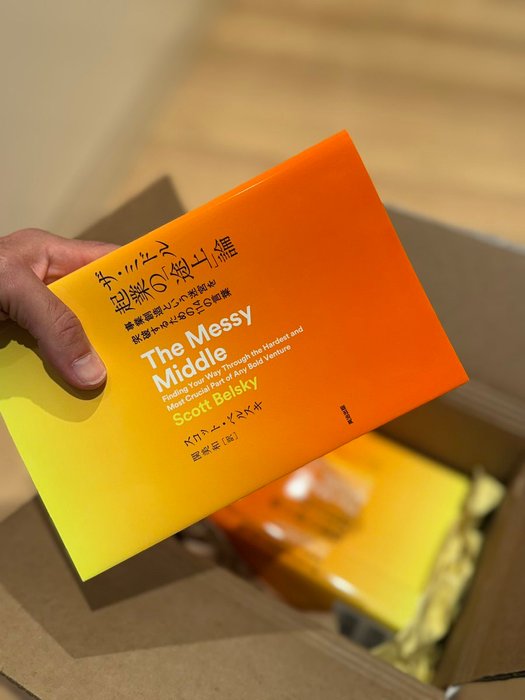 ザ・ミドル
起業の「途上」論
事業創造という迷宮を
突破するための114の言葉
The Messy
Middle
Finding Your Way Through the Hardest and
Most Crucial Part of Any Bold Venture
Scott Belsky
スコット・ベルスキ
関美和［訳］